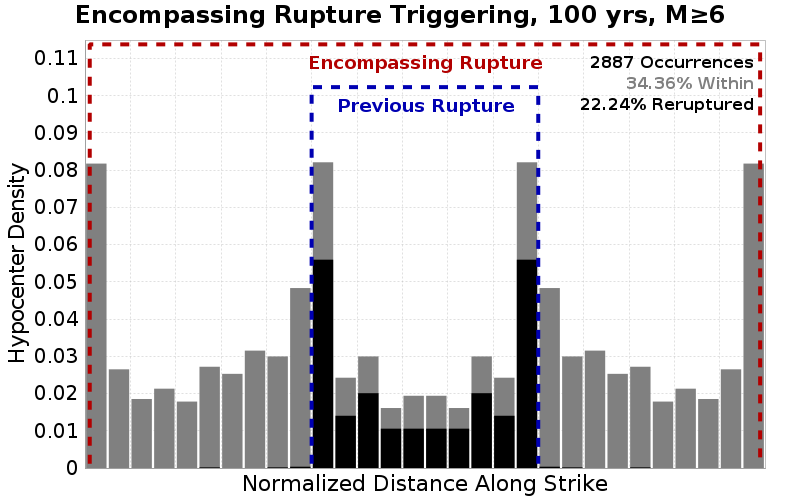 Encompassing Rupture Triggering, 100 yrs, M≥6
0.11
0.1
0.09
0.08
0.07
0.06
0.05
0.04
0.03
0.02
0.01
0
Hypocenter Density
Encompassing Rupture
Previous Rupture
2887 Occurrences
34.36% Within
22.24% Reruptured
Normalized Distance Along Strike